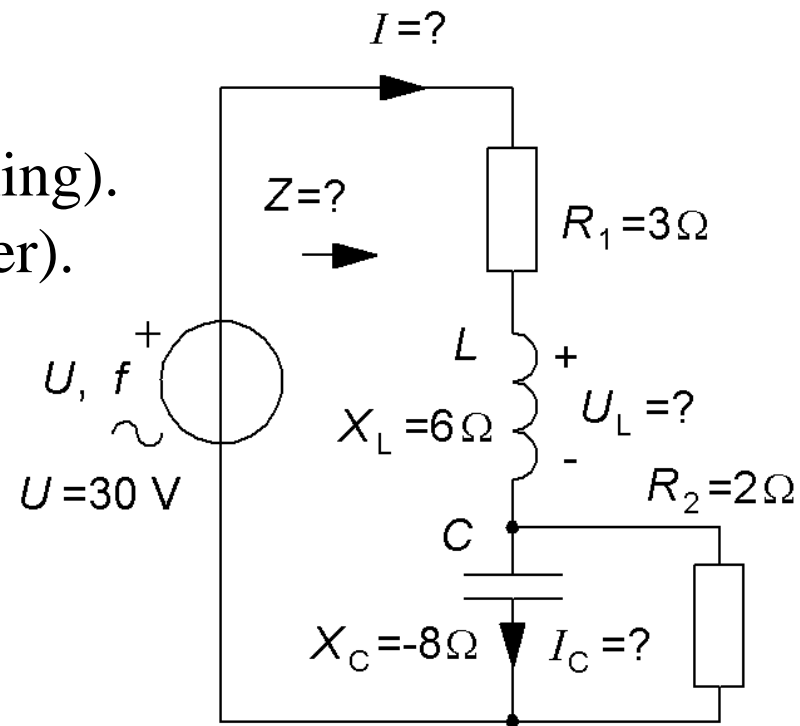 I =?
ing).
Z=?
er).
R₁ =3Ω
+
L
+
U, f
X_L =6Ω
U_L =?
-
U =30 V
R₂ =2Ω
C
X_C =-8Ω
I_C =?